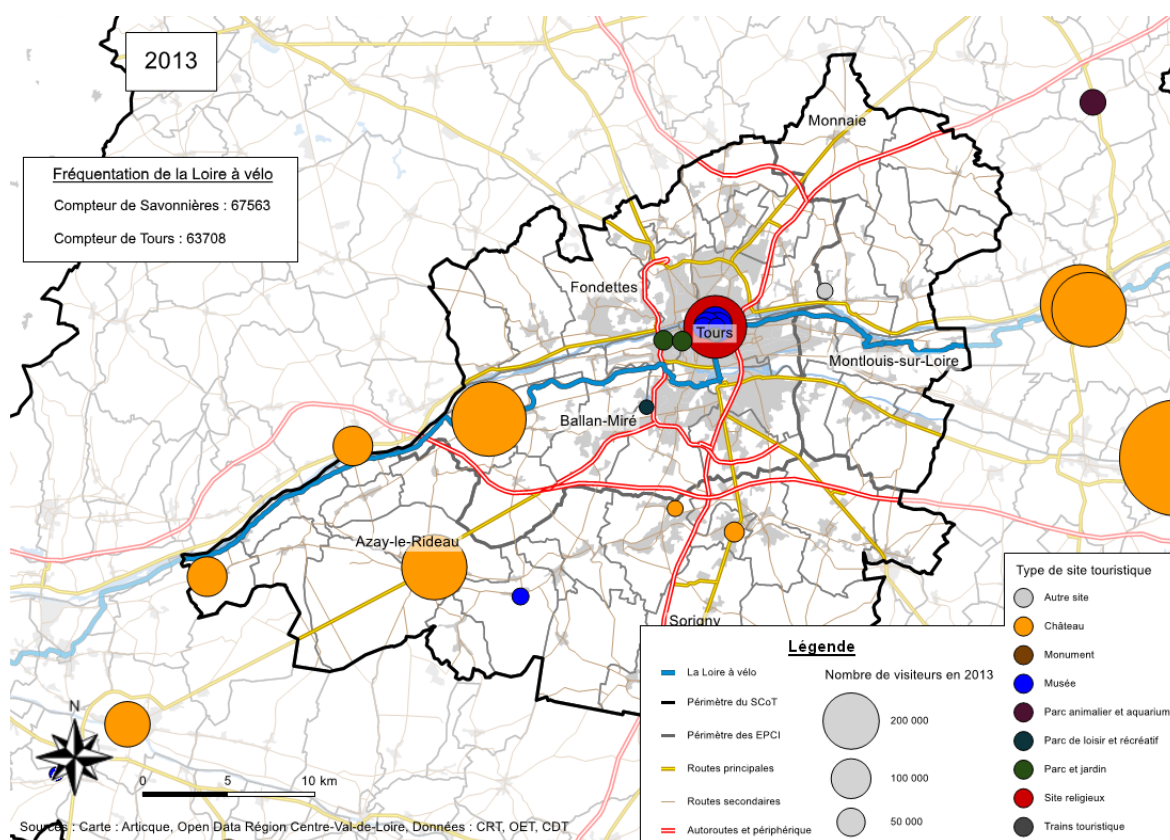 2013
Monnaie
Fréquentation de la Loire à vélo
Compteur de Savonnières : 67563
Compteur de Tours : 63708
Fondettes
Tours
Montlouis-sur-Loire
Ballan-Miré
Azay-le-Rideau
Sorigny
Type de site touristique
Autre site
Château
Monument
Musée
Parc animalier et aquarium
Parc de loisir et récréatif
Parc et jardin
Site religieux
Trains touristique
Légende
La Loire à vélo
Périmètre du SCoT
Périmètre des EPCI
Routes principales
Routes secondaires
Autoroutes et périphérique
Nombre de visiteurs en 2013
200 000
100 000
50 000
N
0 5 10 km
Sources : Carte : Articque, Open Data Région Centre-Val-de-Loire, Données : CRT, OET, CDT